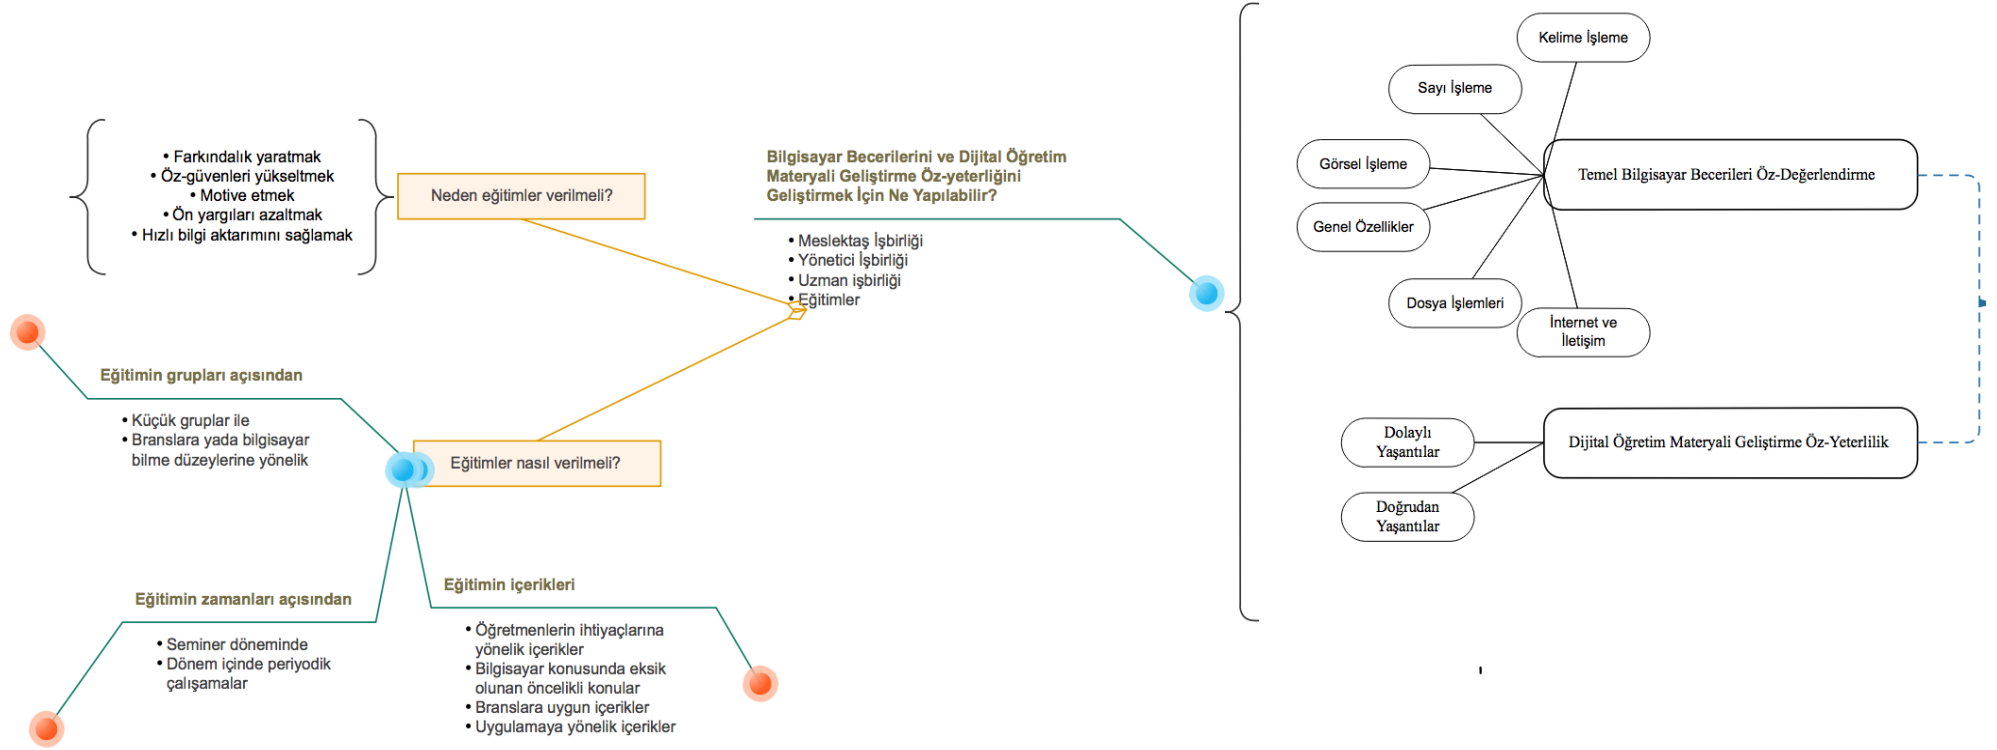 • Farkındalık yaratmak
• Öz-güvenleri yükseltmek
• Motive etmek
• Ön yargıları azaltmak
• Hızlı bilgi aktarımını sağlamak
Neden eğitimler verilmeli?
Bilgisayar Becerilerini ve Dijital Öğretim
Materyali Geliştirme Öz-yeterliğini
Geliştirmek İçin Ne Yapılabilir?
• Meslektaş İşbirliği
• Yönetici İşbirliği
• Uzman işbirliği
• Eğitimler
Eğitimin grupları açısından
• Küçük gruplar ile
• Branslara yada bilgisayar
bilme düzeylerine yönelik
Eğitimler nasıl verilmeli?
Eğitimin zamanları açısından
• Seminer döneminde
• Dönem içinde periyodik
çalışamalar
Eğitimin içerikleri
• Öğretmenlerin ihtiyaçlarına
yönelik içerikler
• Bilgisayar konusunda eksik
olunan öncelikli konular
• Branslara uygun içerikler
• Uygulamaya yönelik içerikler
Kelime İşleme
Sayı İşleme
Görsel İşleme
Genel Özellikler
Dosya İşlemleri
İnternet ve
İletişim
Temel Bilgisayar Becerileri Öz-Değerlendirme
Dolaylı
Yaşantılar
Doğrudan
Yaşantılar
Dijital Öğretim Materyali Geliştirme Öz-Yeterlilik